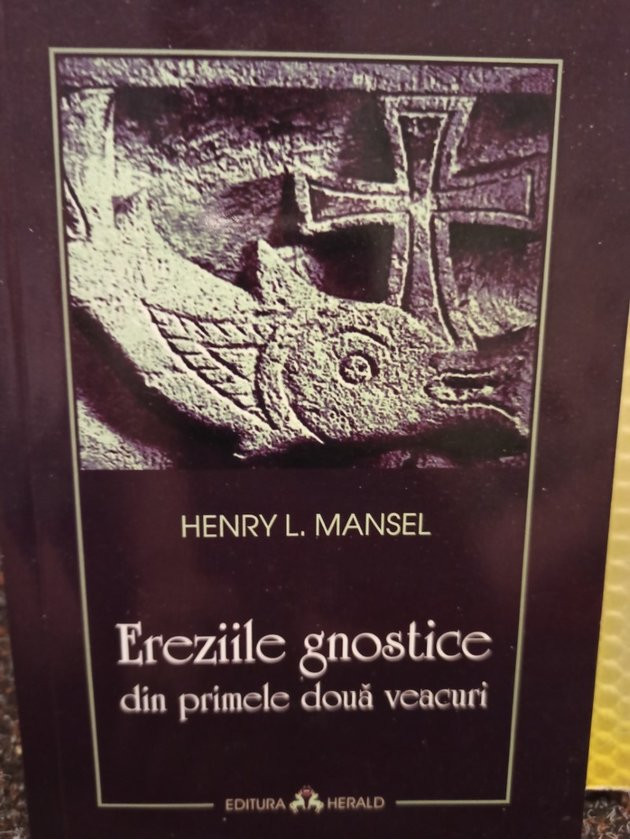 HENRY L. MANSEL
Ereziile gnostice
din primele două veacuri
EDITURA HERALD